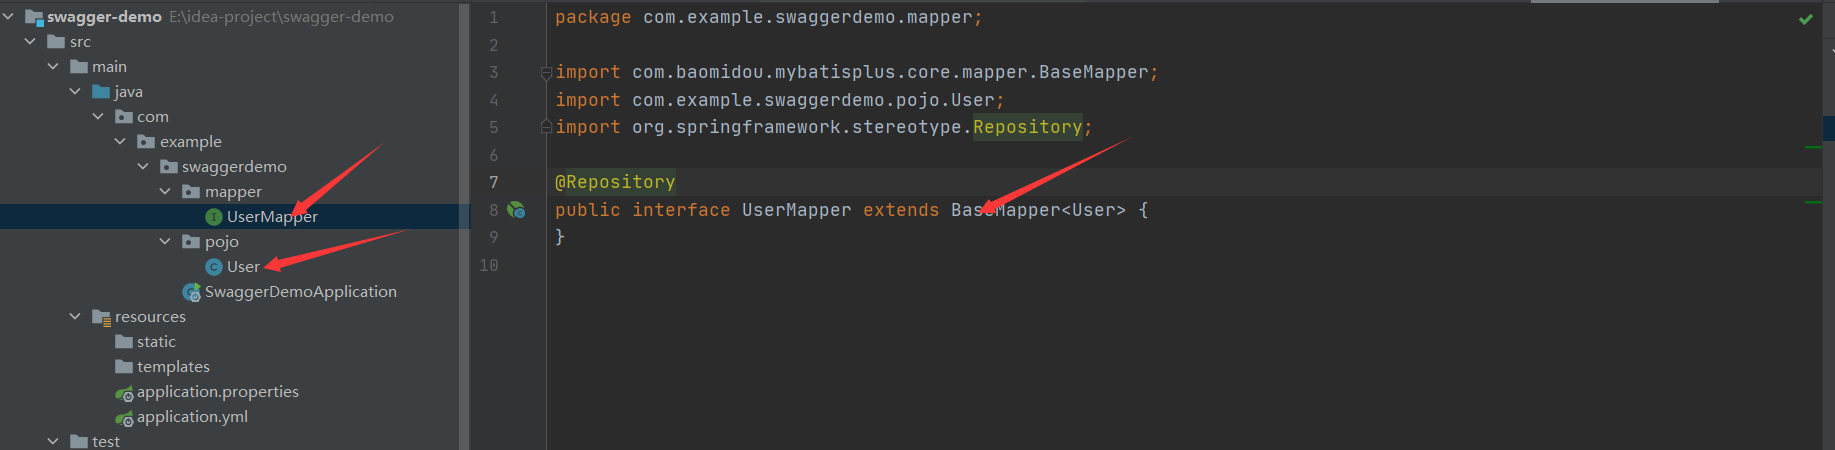 swagger-demo E:\idea-project\swagger-demo
src
main
java
com
example
swaggerdemo
mapper
I UserMapper
pojo
C User
SwaggerDemoApplication
resources
static
templates
application.properties
application.yml
test
1 package com.example.swaggerdemo.mapper;
2
3 import com.baomidou.mybatisplus.core.mapper.BaseMapper;
4 import com.example.swaggerdemo.pojo.User;
5 import org.springframework.stereotype.Repository;
6
7 @Repository
8 public interface UserMapper extends BaseMapper<User> {
9 }
10